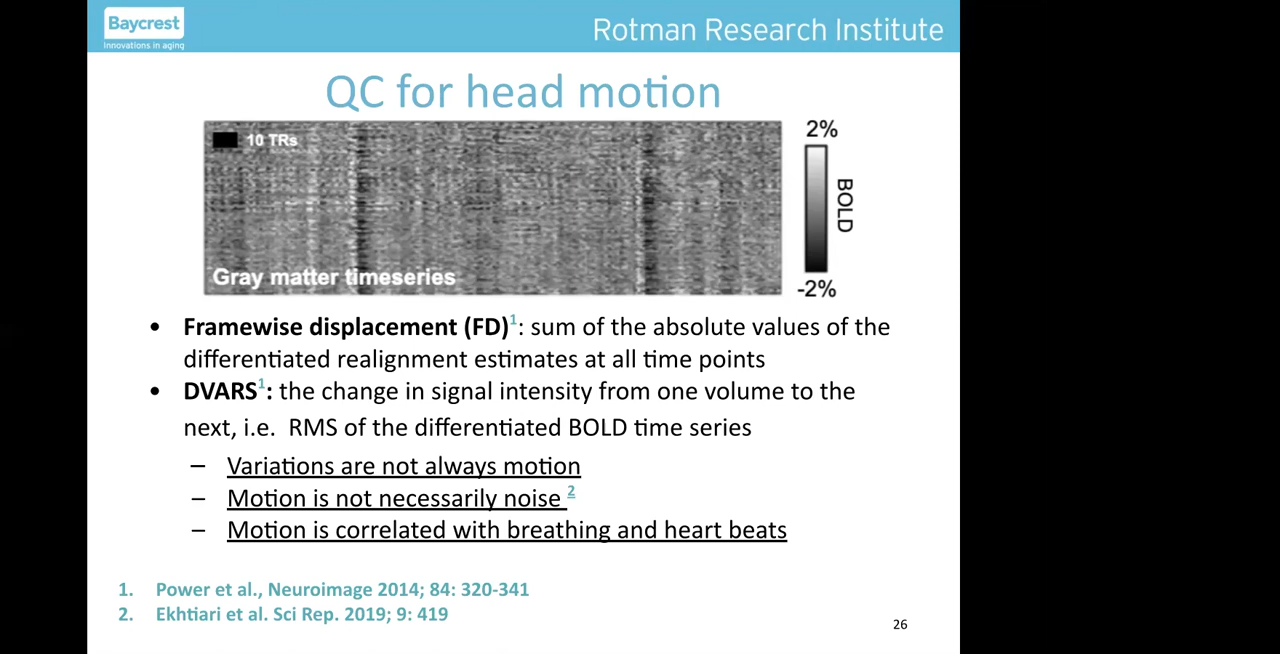 Baycrest
Innovations in aging
Rotman Research Institute
QC for head motion
10 TRs
Gray matter timeseries
2%
BOLD
-2%
• Framewise displacement (FD)1: sum of the absolute values of the
differentiated realignment estimates at all time points
• DVARS1: the change in signal intensity from one volume to the
next, i.e. RMS of the differentiated BOLD time series
– Variations are not always motion
– Motion is not necessarily noise 2
– Motion is correlated with breathing and heart beats
1. Power et al., Neuroimage 2014; 84: 320-341
2. Ekhtiari et al. Sci Rep. 2019; 9: 419
26